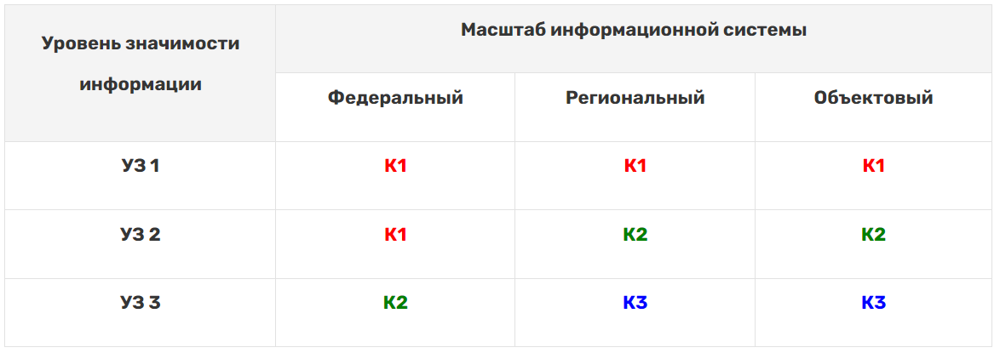 Уровень значимости
информации
Масштаб информационной системы
Федеральный
Региональный
Объектовый
УЗ 1
К1
К1
К1
УЗ 2
К1
К2
К2
УЗ 3
К2
К3
К3